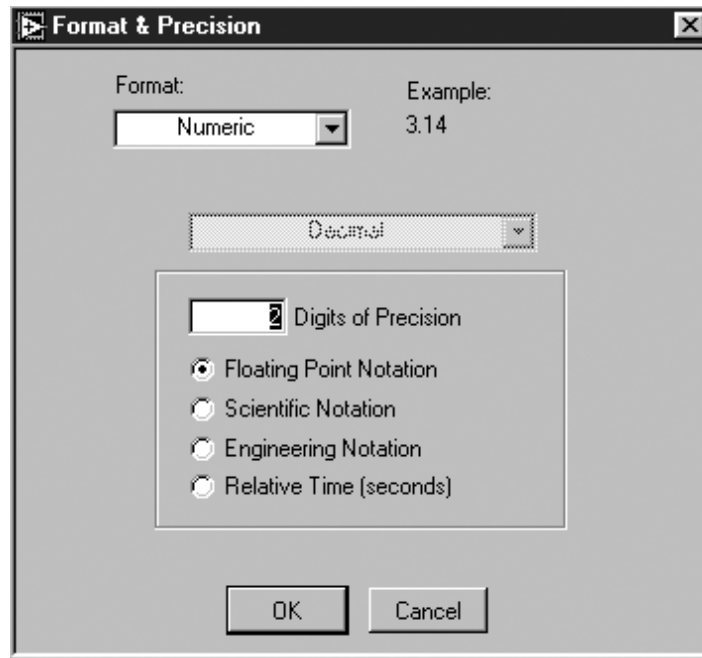 Format & Precision
Format:
Example:
Numeric
3.14
Decimal
2 Digits of Precision
Floating Point Notation
Scientific Notation
Engineering Notation
Relative Time (seconds)
OK
Cancel